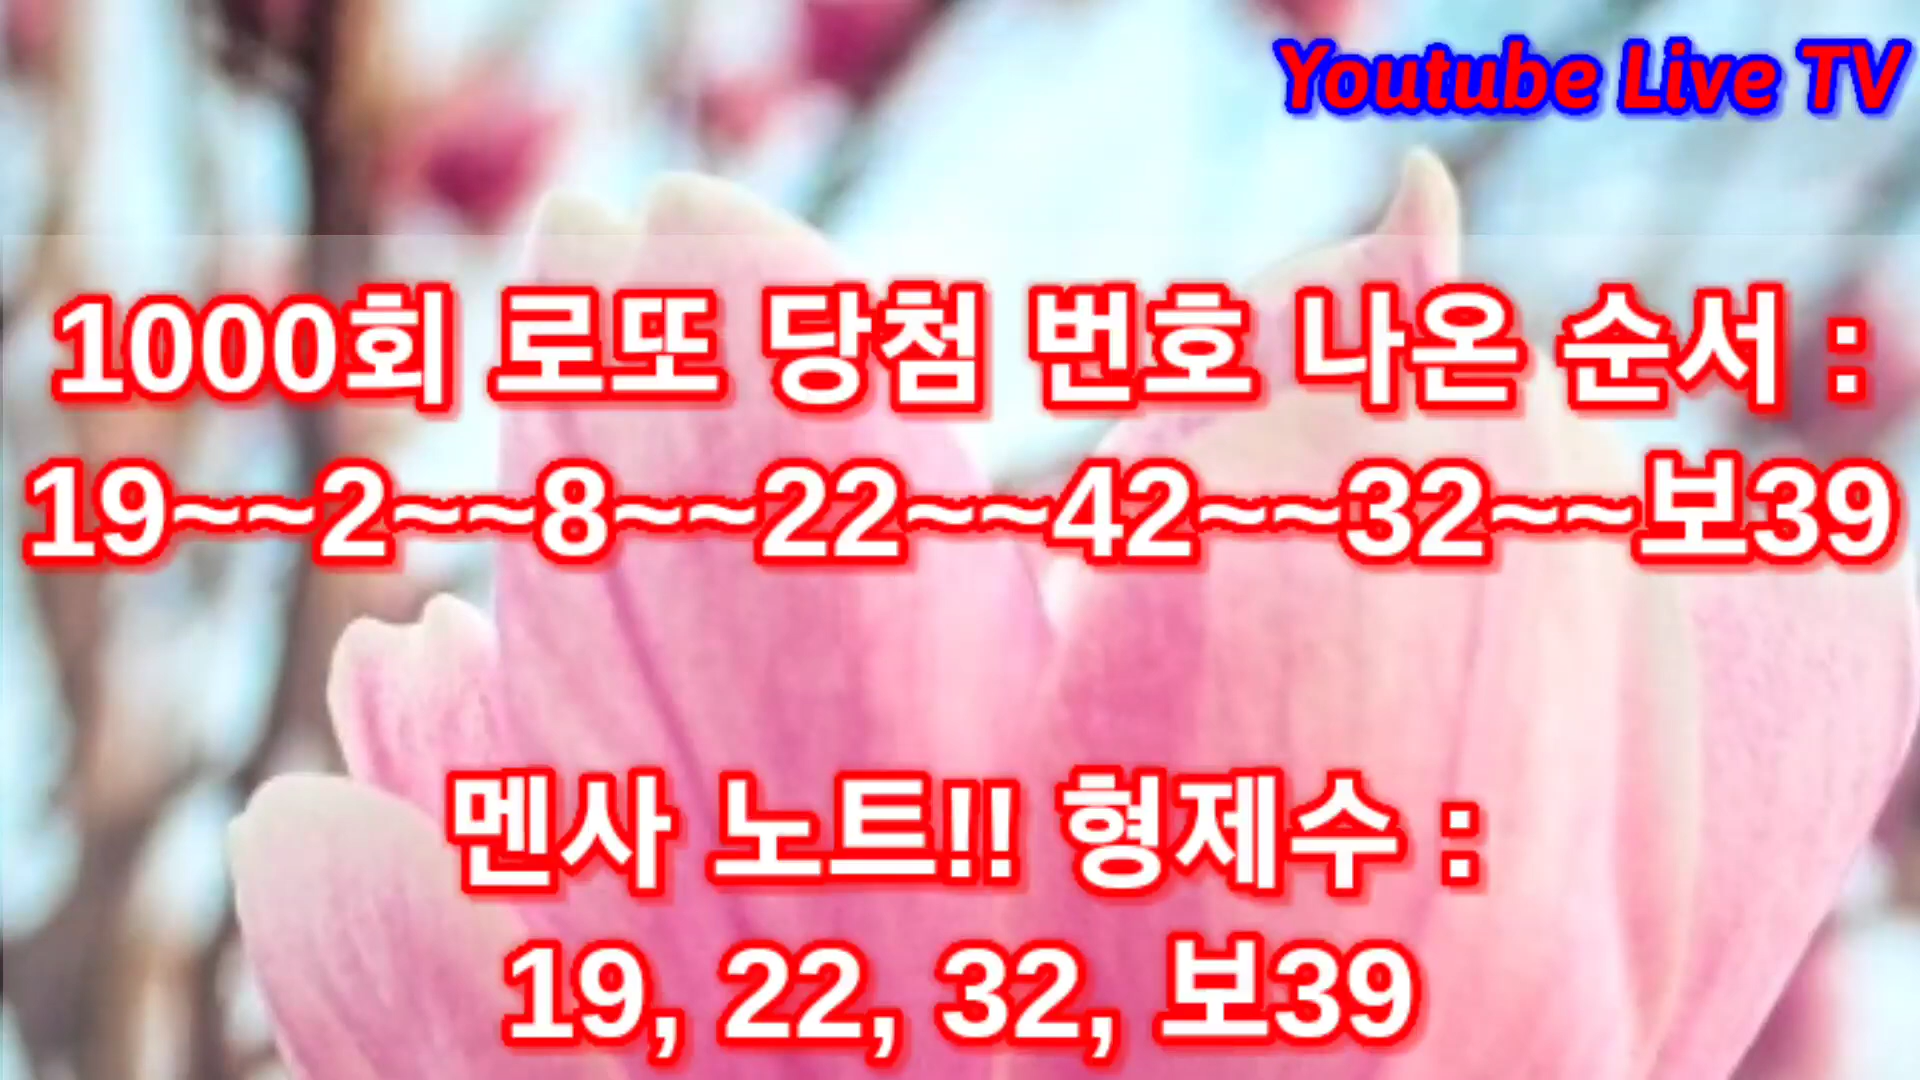 Youtube Live TV
1000회 로또 당첨 번호 나온 순서 :
19~~2~~8~~22~~42~~32~~보39
멘사 노트!! 형제수 :
19, 22, 32, 보39